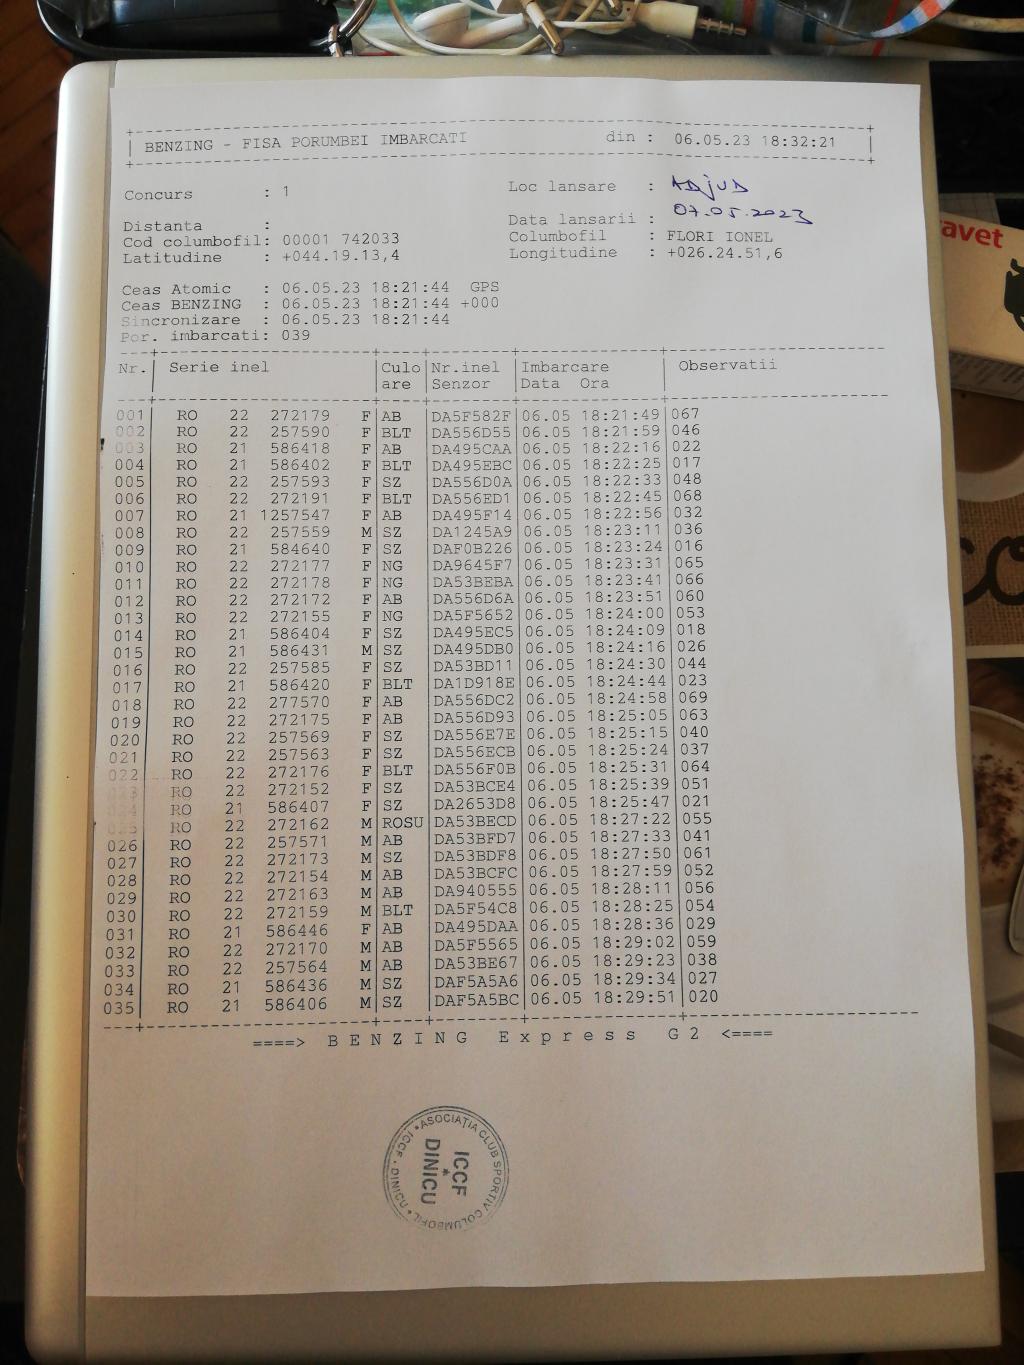 BENZING - FISA PORUMBEI IMBARCATI din : 06.05.23 18:32:21
Concurs : 1 Loc lansare : ADJUD
Distanta : Data lansarii : 07.05.2023
Cod columbofil: 00001 742033 Columbofil : FLORI IONEL
Latitudine : +044.19.13,4 Longitudine : +026.24.51,6
Ceas Atomic : 06.05.23 18:21:44 GPS
Ceas BENZING : 06.05.23 18:21:44 +000
Sincronizare : 06.05.23 18:21:44
Por. imbarcati: 039
Nr. Serie inel Culo Nr.inel Imbarcare Observatii
are Senzor Data Ora
001 RO 22 272179 F AB DA5F582F 06.05 18:21:49 067
002 RO 22 257590 F BLT DA556D55 06.05 18:21:59 046
003 RO 21 586418 F AB DA495CAA 06.05 18:22:16 022
004 RO 21 586402 F BLT DA495EBC 06.05 18:22:25 017
005 RO 22 257593 F SZ DA556D0A 06.05 18:22:33 048
006 RO 22 272191 F BLT DA556ED1 06.05 18:22:45 068
007 RO 21 1257547 F AB DA495F14 06.05 18:22:56 032
008 RO 22 257559 M SZ DA1245A9 06.05 18:23:11 036
009 RO 21 584640 F SZ DAF0B226 06.05 18:23:24 016
010 RO 22 272177 F NG DA9645F7 06.05 18:23:31 065
011 RO 22 272178 F NG DA53BEBA 06.05 18:23:41 066
012 RO 22 272172 F AB DA556D6A 06.05 18:23:51 060
013 RO 22 272155 F NG DA5F5652 06.05 18:24:00 053
014 RO 21 586404 F SZ DA495EC5 06.05 18:24:09 018
015 RO 21 586431 M SZ DA495DB0 06.05 18:24:16 026
016 RO 22 257585 F SZ DA53BD11 06.05 18:24:30 044
017 RO 21 586420 F BLT DA1D918E 06.05 18:24:44 023
018 RO 22 277570 F AB DA556DC2 06.05 18:24:58 069
019 RO 22 272175 F AB DA556D93 06.05 18:25:05 063
020 RO 22 257569 F SZ DA556E7E 06.05 18:25:15 040
021 RO 22 257563 F SZ DA556ECB 06.05 18:25:24 037
022 RO 22 272176 F BLT DA556F0B 06.05 18:25:31 064
023 RO 22 272152 F SZ DA53BCE4 06.05 18:25:39 051
024 RO 21 586407 F SZ DA2653D8 06.05 18:25:47 021
025 RO 22 272162 M ROSU DA53BECD 06.05 18:27:22 055
026 RO 22 257571 M AB DA53BFD7 06.05 18:27:33 041
027 RO 22 272173 M SZ DA53BDF8 06.05 18:27:50 061
028 RO 22 272154 M AB DA53BCFC 06.05 18:27:59 052
029 RO 22 272163 M AB DA940555 06.05 18:28:11 056
030 RO 22 272159 M BLT DA5F54C8 06.05 18:28:25 054
031 RO 21 586446 F AB DA495DAA 06.05 18:28:36 029
032 RO 22 272170 M AB DA5F5565 06.05 18:29:02 059
033 RO 22 257564 M AB DA53BE67 06.05 18:29:23 038
034 RO 21 586436 M SZ DAF5A5A6 06.05 18:29:34 027
035 RO 21 586406 M SZ DAF5A5BC 06.05 18:29:51 020
====> B E N Z I N G E x p r e s s G 2 <====
ASOCIAȚIA CLUB SPORTIV COLUMBOFIL * ICCF - DINICU *
ICCF
*
DINICU
avet